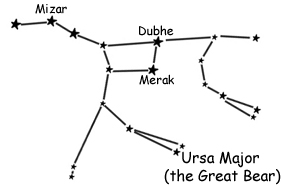 Mizar
Dubhe
Merak
Ursa Major
(the Great Bear)